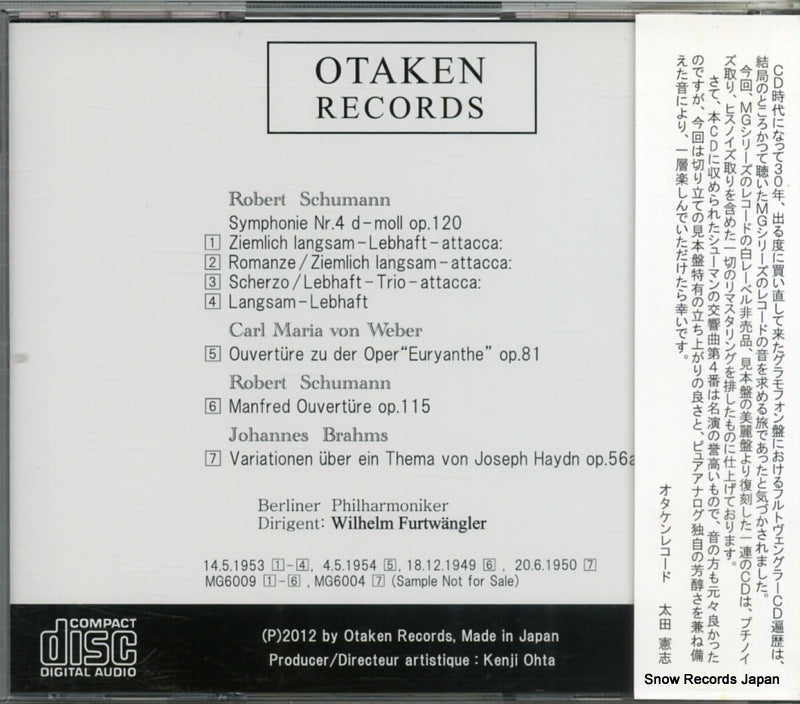 OTAKEN
RECORDS
Robert Schumann
Symphonie Nr.4 d-moll op.120
1 Ziemlich langsam-Lebhaft-attacca:
2 Romanze/Ziemlich langsam-attacca:
3 Scherzo/Lebhaft-Trio-attacca:
4 Langsam-Lebhaft
Carl Maria von Weber
5 Ouvertüre zu der Oper“Euryanthe” op.81
Robert Schumann
6 Manfred Ouvertüre op.115
Johannes Brahms
7 Variationen über ein Thema von Joseph Haydn op.56a
Berliner Philharmoniker
Dirigent: Wilhelm Furtwängler
14.5.1953 1-4, 4.5.1954 5, 18.12.1949 6 , 20.6.1950 7
MG6009 1-6 , MG6004 7 (Sample Not for Sale)
COMPACT
disc
DIGITAL AUDIO
(P)2012 by Otaken Records, Made in Japan
Producer/Directeur artistique : Kenji Ohta
CD時代になって30年、出る度に買い直して来たグラモフォン盤におけるフルトヴェングラーCD遍歴は、
結局のところかつて聴いたMGシリーズのレコードの音を求める旅であったと気づかされました。
今回、MGシリーズのレコードの白レーベル非売品、見本盤の美麗盤より復刻した一連のCDは、プチノイ
ズ取り、ヒスノイズ取りを含めた一切のリマスタリングを排したものに仕上げております。
さて、本CDに収められたシューマンの交響曲第4番は名演の誉高いもので、音の方も元々良かった
のですが、今回は切り立ての見本盤特有の立ち上がりの良さと、ピュアアナログ独自の芳醇さを兼ね備
えた音により、一層楽しんでいただけたら幸いです。
オタケンレコード 太田 憲志
Snow Records Japan